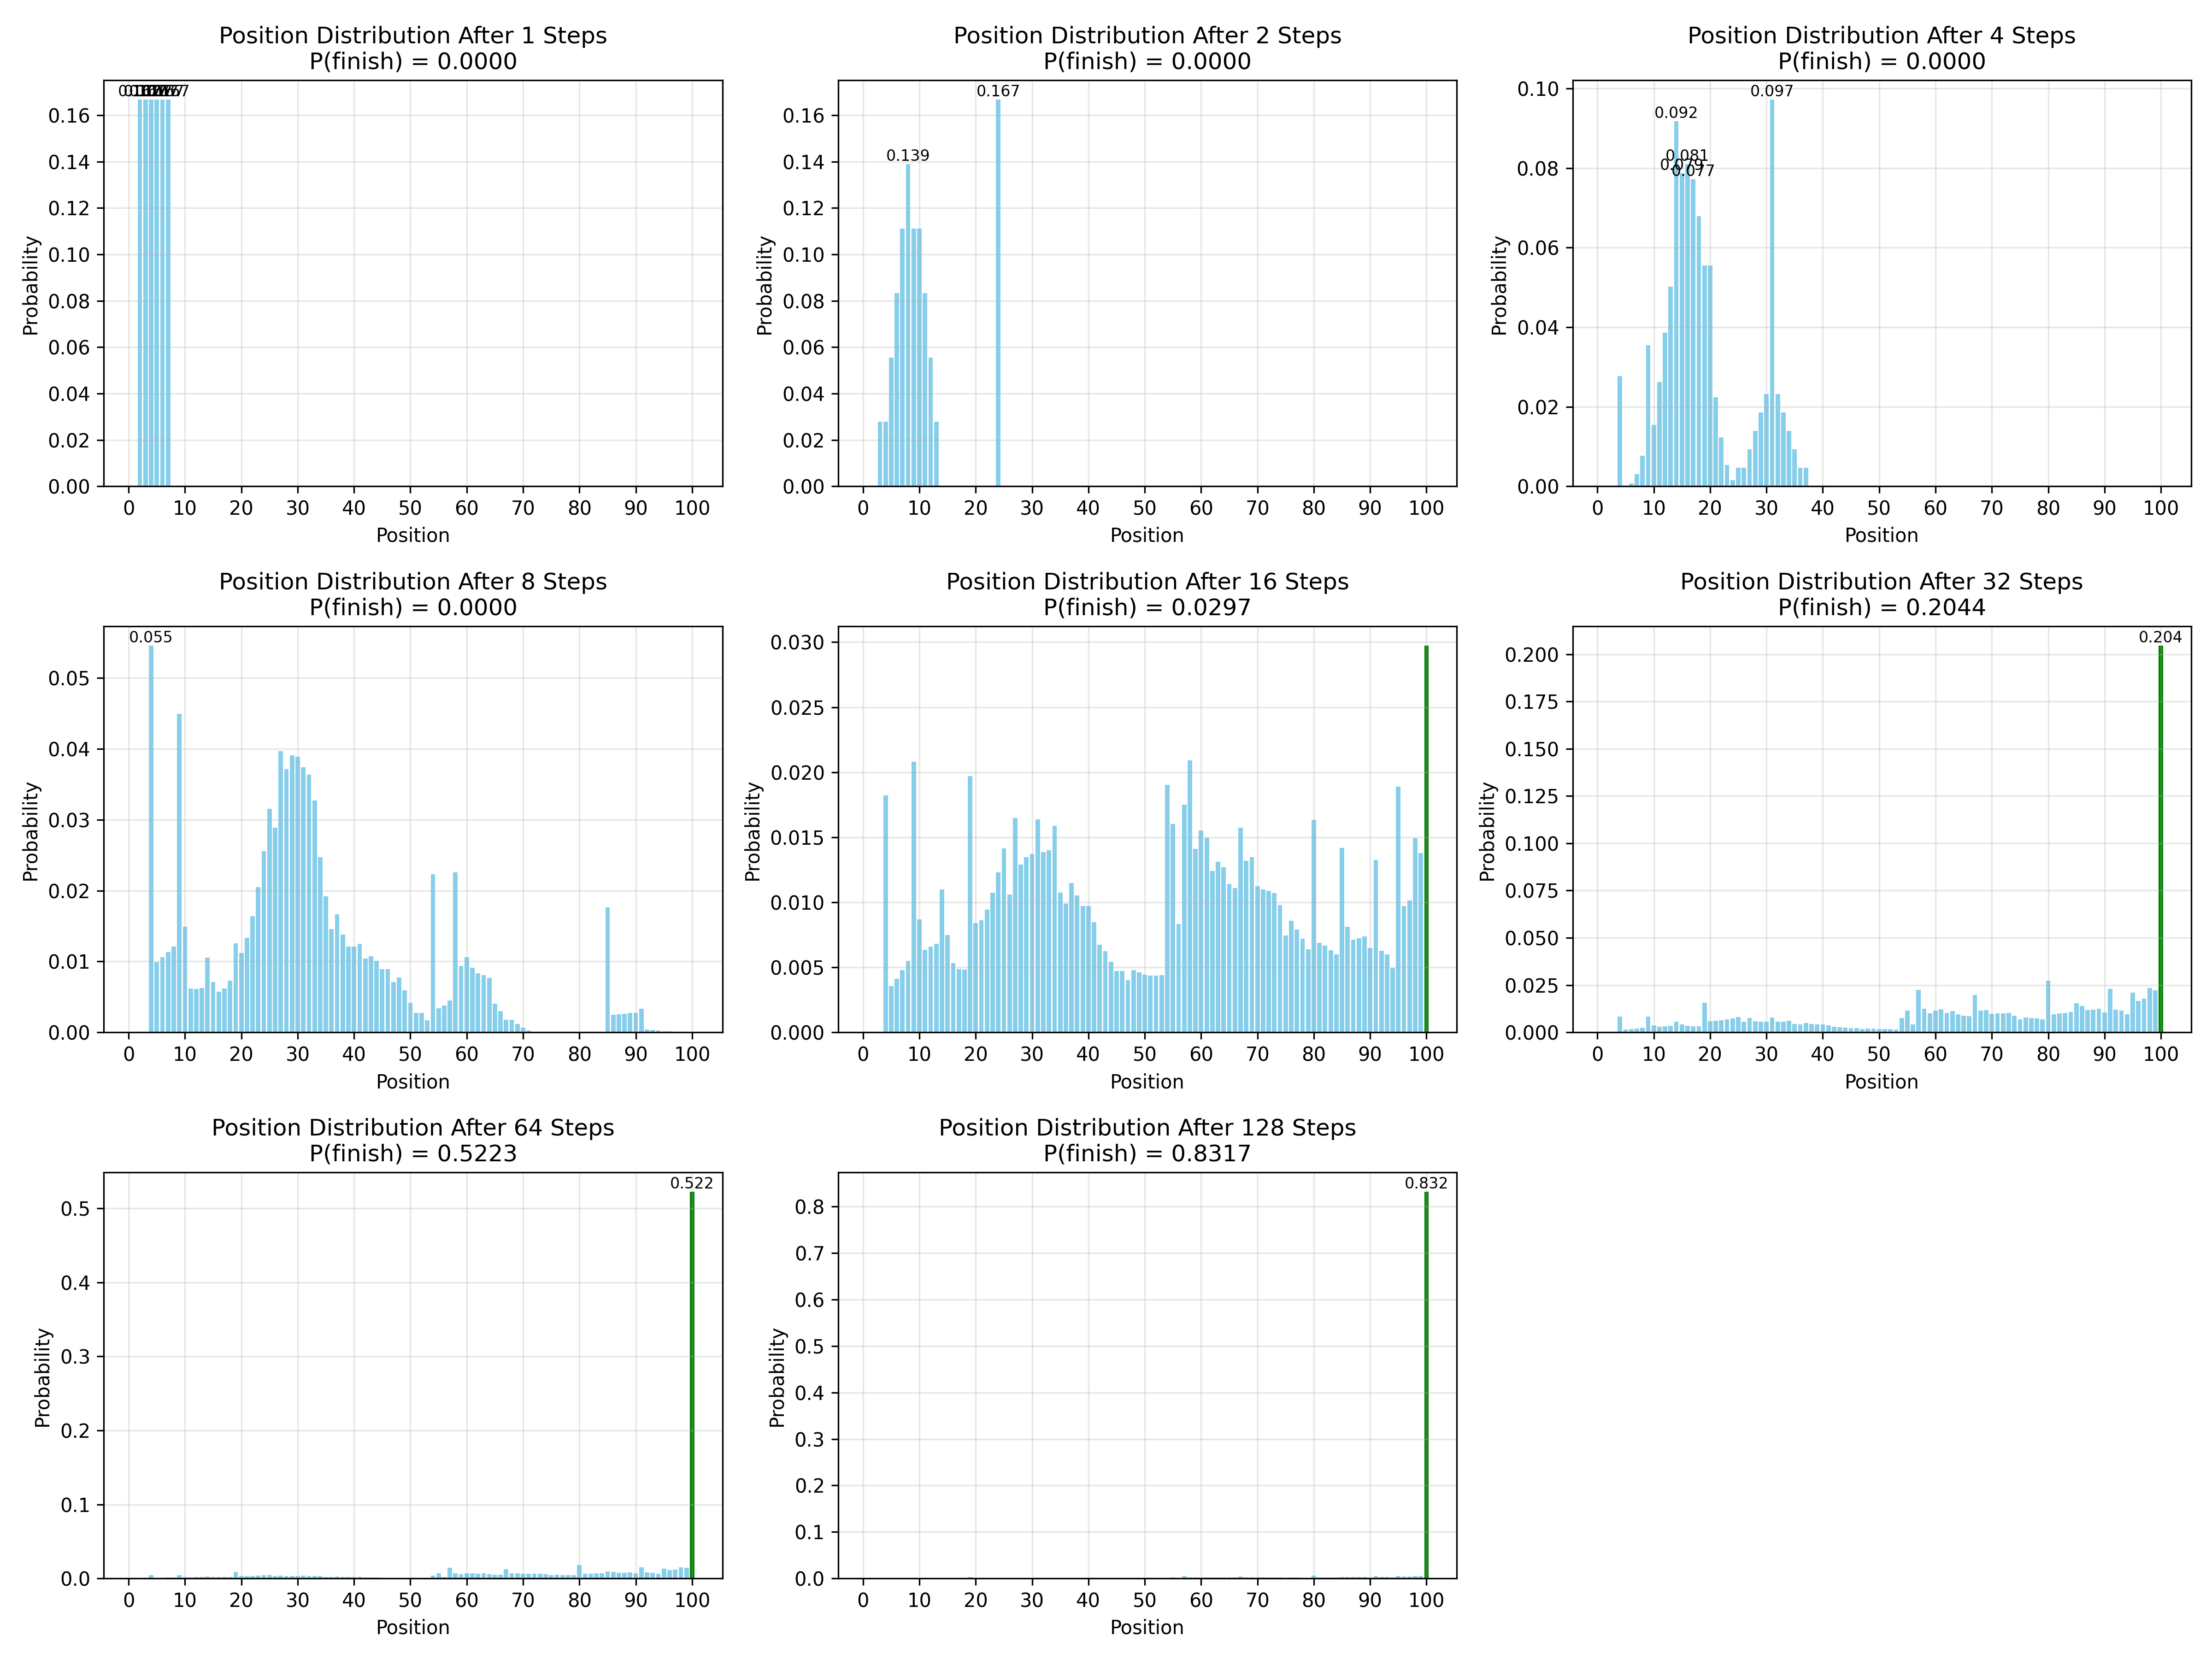 Position Distribution After 1 Steps
P(finish) = 0.0000
Probability
0.16
0.14
0.12
0.10
0.08
0.06
0.04
0.02
0.00
0 10 20 30 40 50 60 70 80 90 100
Position
Position Distribution After 2 Steps
P(finish) = 0.0000
0.167
0.139
Probability
0.16
0.14
0.12
0.10
0.08
0.06
0.04
0.02
0.00
0 10 20 30 40 50 60 70 80 90 100
Position
Position Distribution After 4 Steps
P(finish) = 0.0000
0.097
0.092
0.081
0.079
0.077
Probability
0.10
0.08
0.06
0.04
0.02
0.00
0 10 20 30 40 50 60 70 80 90 100
Position
Position Distribution After 8 Steps
P(finish) = 0.0000
0.055
Probability
0.05
0.04
0.03
0.02
0.01
0.00
0 10 20 30 40 50 60 70 80 90 100
Position
Position Distribution After 16 Steps
P(finish) = 0.0297
Probability
0.030
0.025
0.020
0.015
0.010
0.005
0.000
0 10 20 30 40 50 60 70 80 90 100
Position
Position Distribution After 32 Steps
P(finish) = 0.2044
0.204
Probability
0.200
0.175
0.150
0.125
0.100
0.075
0.050
0.025
0.000
0 10 20 30 40 50 60 70 80 90 100
Position
Position Distribution After 64 Steps
P(finish) = 0.5223
0.522
Probability
0.5
0.4
0.3
0.2
0.1
0.0
0 10 20 30 40 50 60 70 80 90 100
Position
Position Distribution After 128 Steps
P(finish) = 0.8317
0.832
Probability
0.8
0.7
0.6
0.5
0.4
0.3
0.2
0.1
0.0
0 10 20 30 40 50 60 70 80 90 100
Position